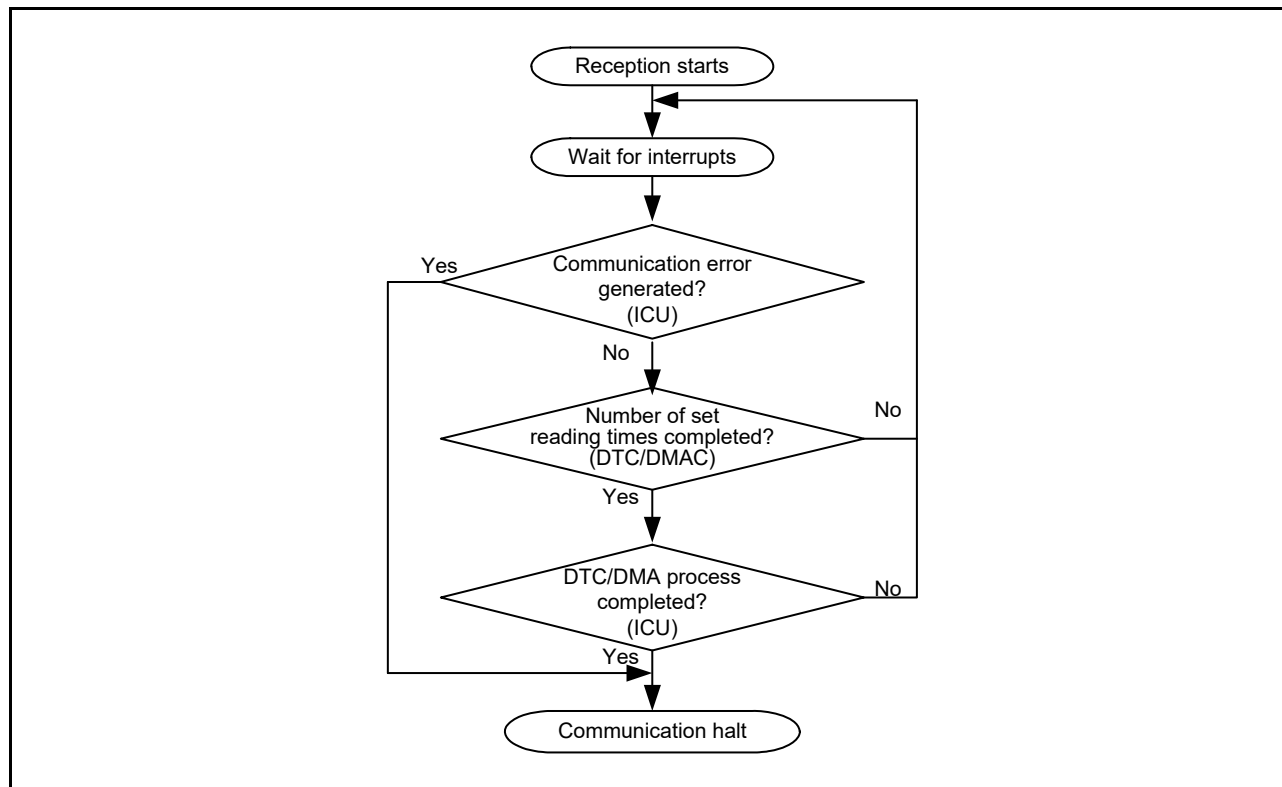 Reception starts
Wait for interrupts
Yes
Communication error
generated?
(ICU)
No
Number of set
reading times completed?
(DTC/DMAC)
No
Yes
DTC/DMA process
completed?
(ICU)
No
Yes
Communication halt